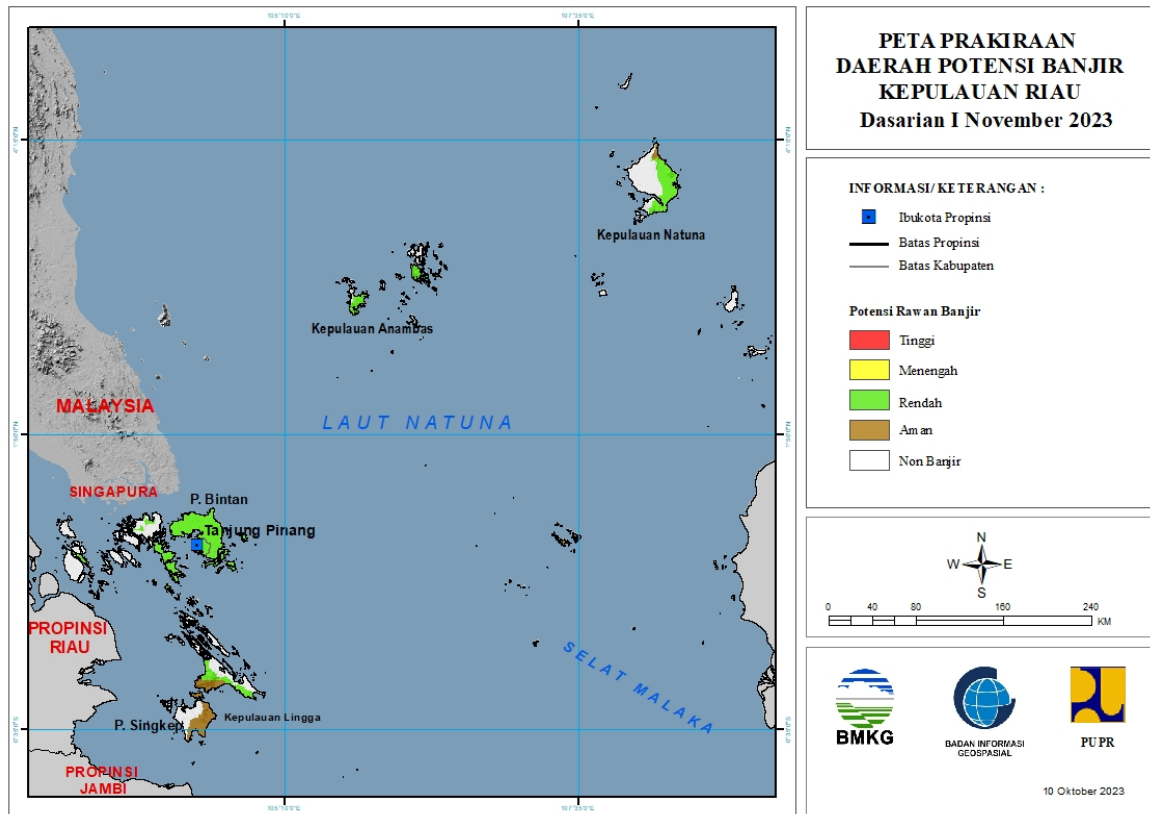 PETA PRAKIRAAN
DAERAH POTENSI BANJIR
KEPULAUAN RIAU
Dasarian I November 2023
INFORMASI/ KETERANGAN :
Ibukota Propinsi
Batas Propinsi
Batas Kabupaten
Potensi Rawan Banjir
Tinggi
Menengah
Rendah
Aman
Non Banjir
N
W E
S
0 40 80 160 240
KM
BMKG
BADAN INFORMASI
GEOSPASIAL
PUPR
10 Oktober 2023
Kepulauan Natuna
Kepulauan Anambas
MALAYSIA
LAUT NATUNA
SINGAPURA
P. Bintan
Tanjung Pinang
PROPINSI
RIAU
SELAT MALAKA
P. Singkep
Kepulauan Lingga
PROPINSI
JAMBI